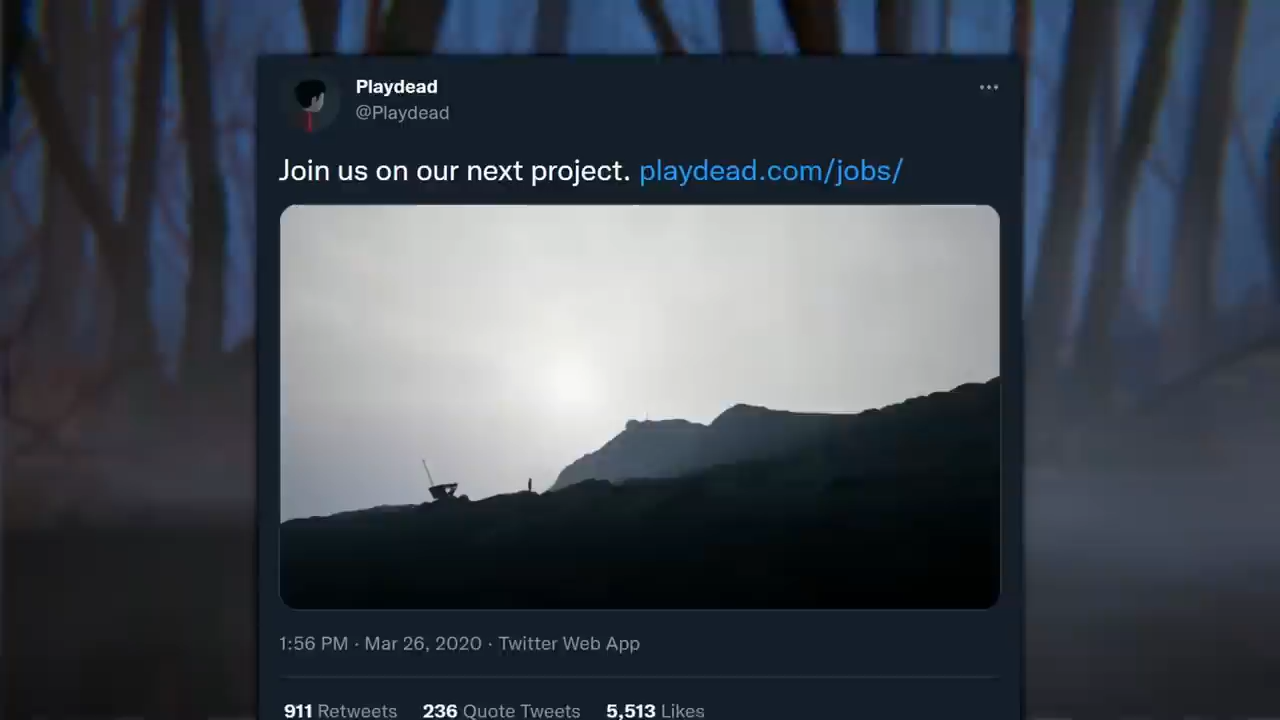 Playdead
@Playdead
Join us on our next project. playdead.com/jobs/
1:56 PM · Mar 26, 2020 · Twitter Web App
911 Retweets 236 Quote Tweets 5,513 Likes